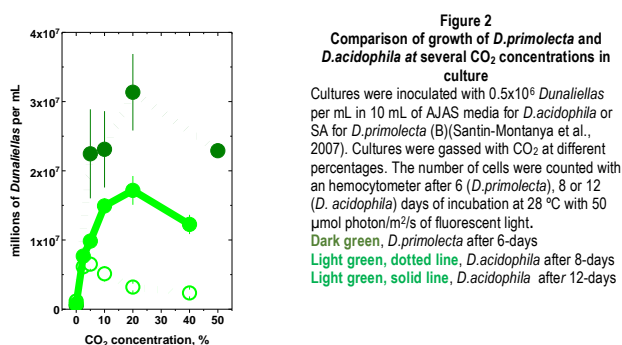 4x10⁷
3x10⁷
2x10⁷
1x10⁷
0
millions of Dunaliellas per mL
0 10 20 30 40 50
CO₂ concentration, %
Figure 2
Comparison of growth of D.primolecta and
D.acidophila at several CO₂ concentrations in
culture
Cultures were inoculated with 0.5x10⁶ Dunaliellas
per mL in 10 mL of AJAS media for D.acidophila or
SA for D.primolecta (B)(Santin-Montanya et al.,
2007). Cultures were gassed with CO₂ at different
percentages. The number of cells were counted with
an hemocytometer after 6 (D.primolecta), 8 or 12
(D. acidophila) days of incubation at 28 ºC with 50
µmol photon/m²/s of fluorescent light.
Dark green, D.primolecta after 6-days
Light green, dotted line, D.acidophila after 8-days
Light green, solid line, D.acidophila after 12-days